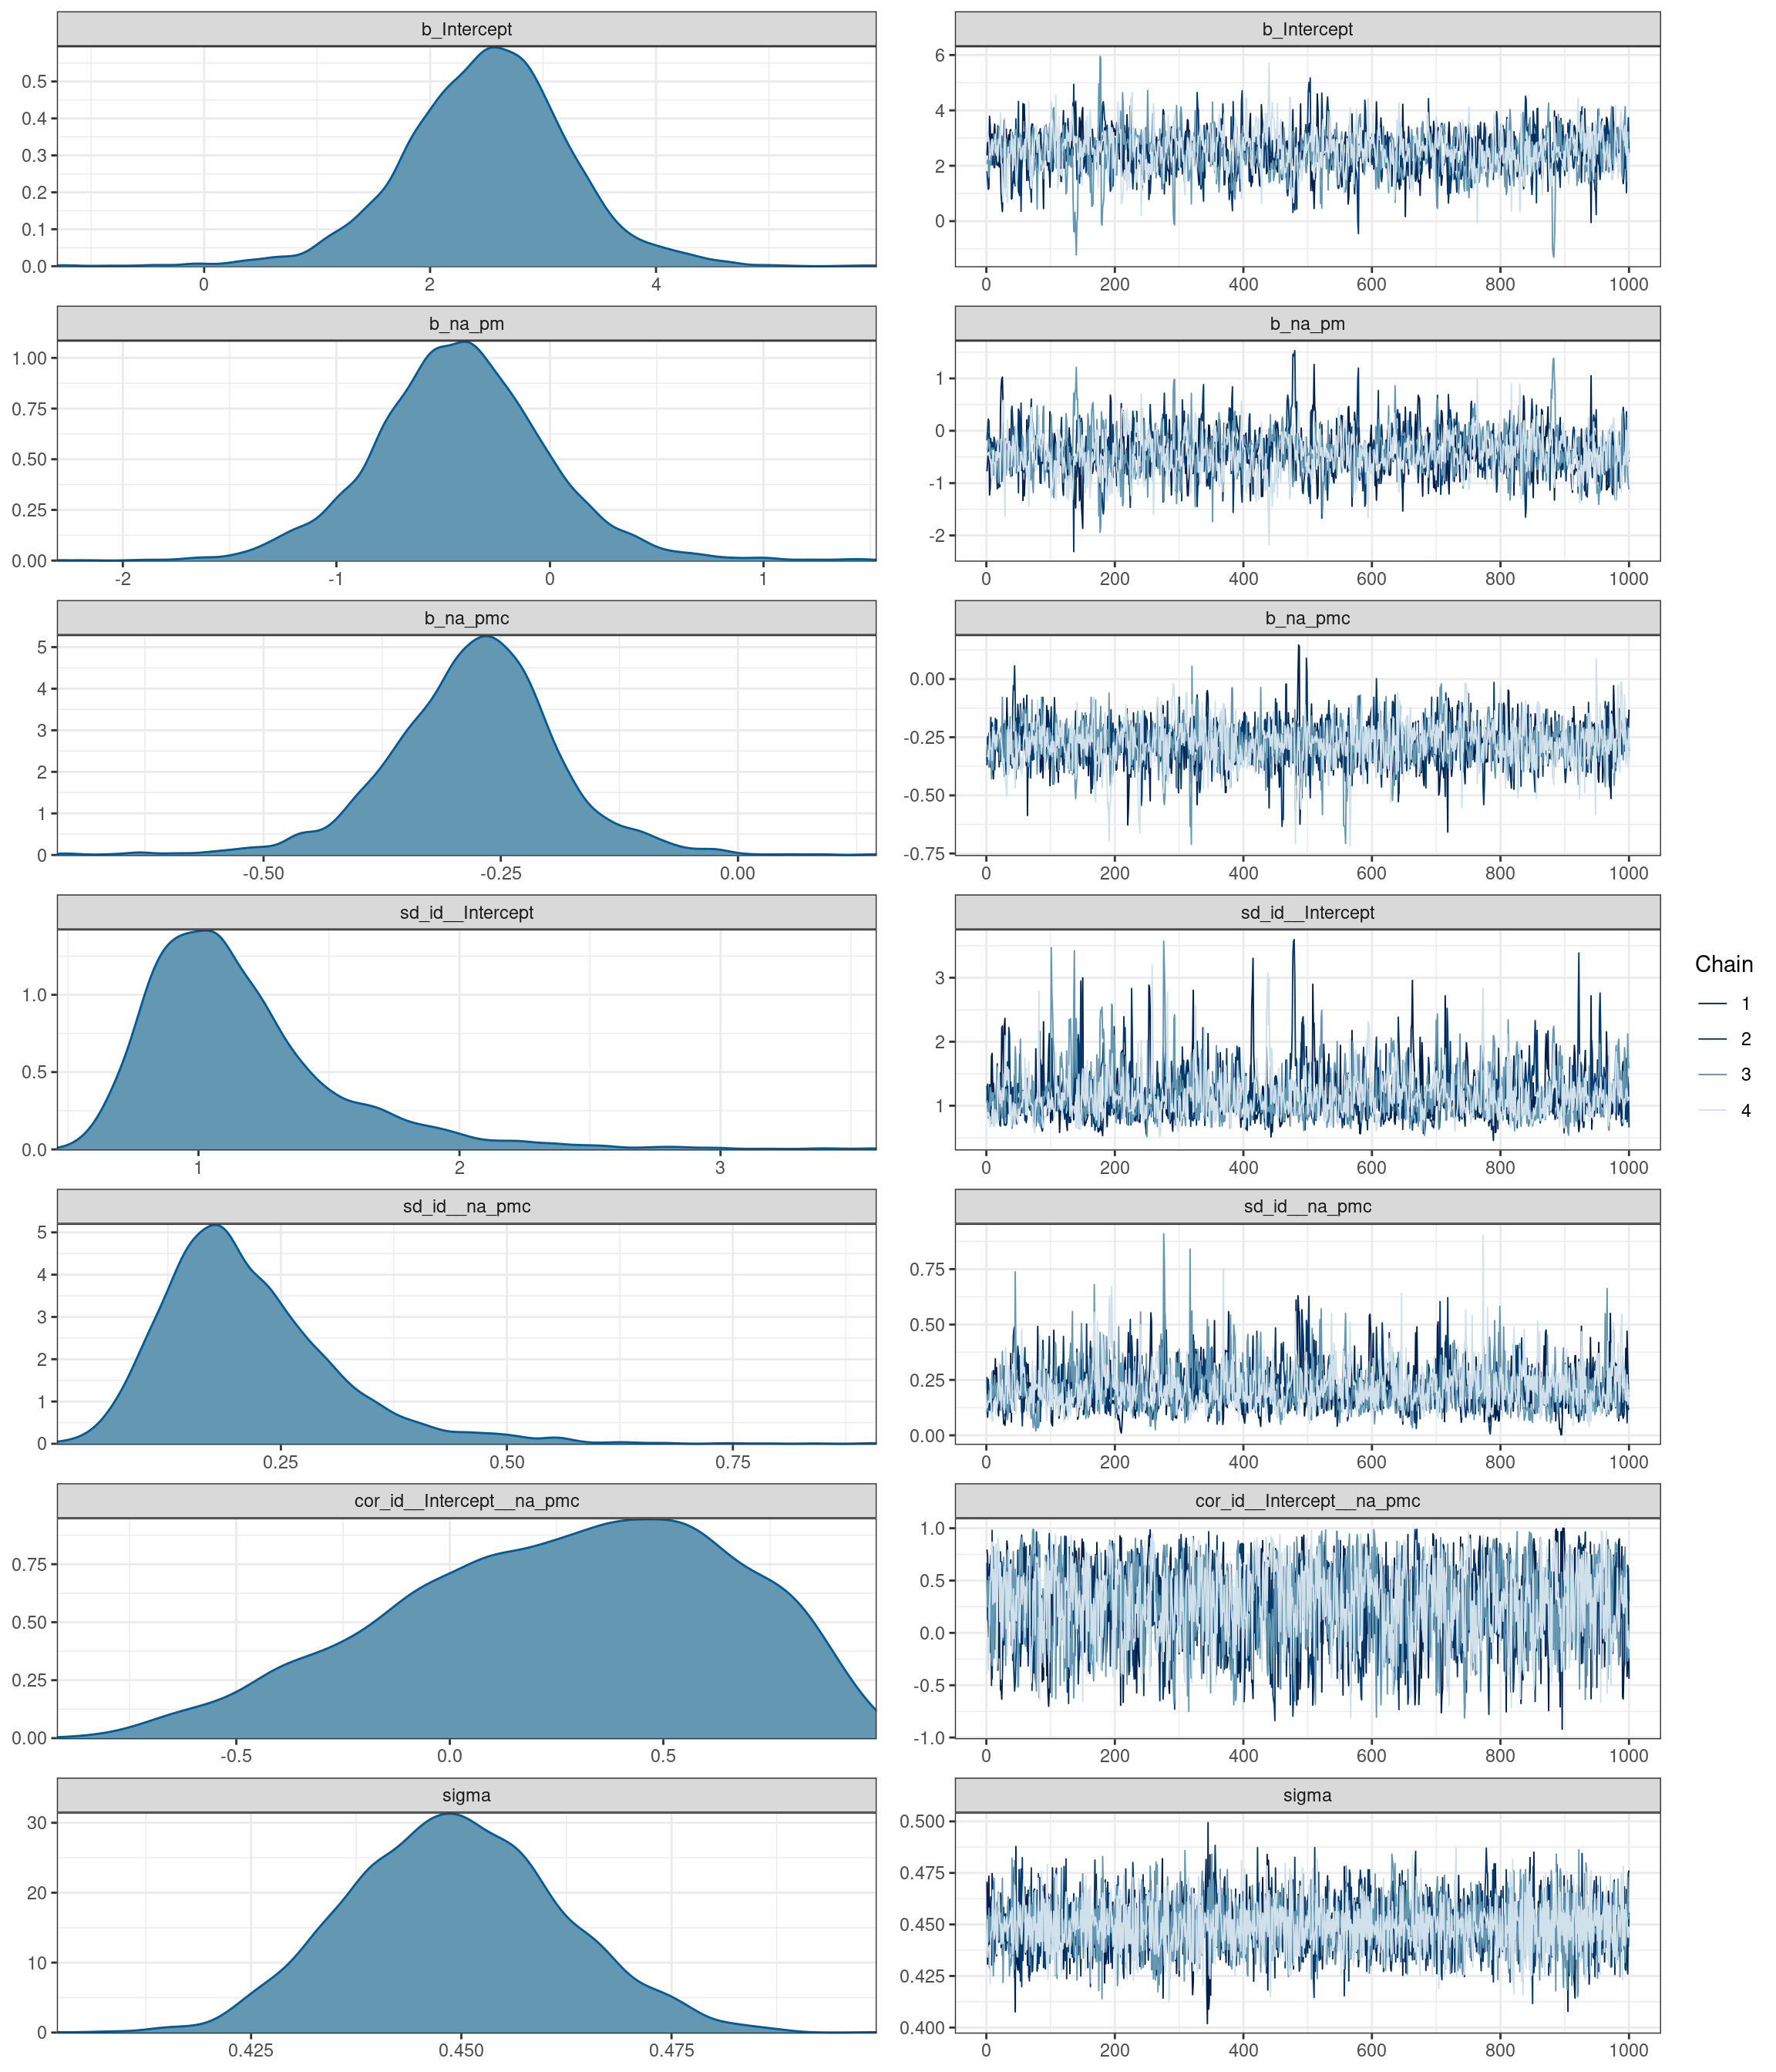 b_Intercept
0.5
0.4
0.3
0.2
0.1
0.0
0 2 4
b_Intercept
6
4
2
0
0 200 400 600 800 1000
b_na_pm
1.00
0.75
0.50
0.25
0.00
-2 -1 0 1
b_na_pm
1
0
-1
-2
0 200 400 600 800 1000
b_na_pmc
5
4
3
2
1
0
-0.50 -0.25 0.00
b_na_pmc
0.00
-0.25
-0.50
-0.75
0 200 400 600 800 1000
sd_id__Intercept
1.0
0.5
0.0
1 2 3
sd_id__Intercept
3
2
1
0 200 400 600 800 1000
sd_id__na_pmc
5
4
3
2
1
0
0.25 0.50 0.75
sd_id__na_pmc
0.75
0.50
0.25
0.00
0 200 400 600 800 1000
cor_id__Intercept__na_pmc
0.75
0.50
0.25
0.00
-0.5 0.0 0.5
cor_id__Intercept__na_pmc
1.0
0.5
0.0
-0.5
-1.0
0 200 400 600 800 1000
sigma
30
20
10
0
0.425 0.450 0.475
sigma
0.500
0.475
0.450
0.425
0.400
0 200 400 600 800 1000
Chain
1
2
3
4